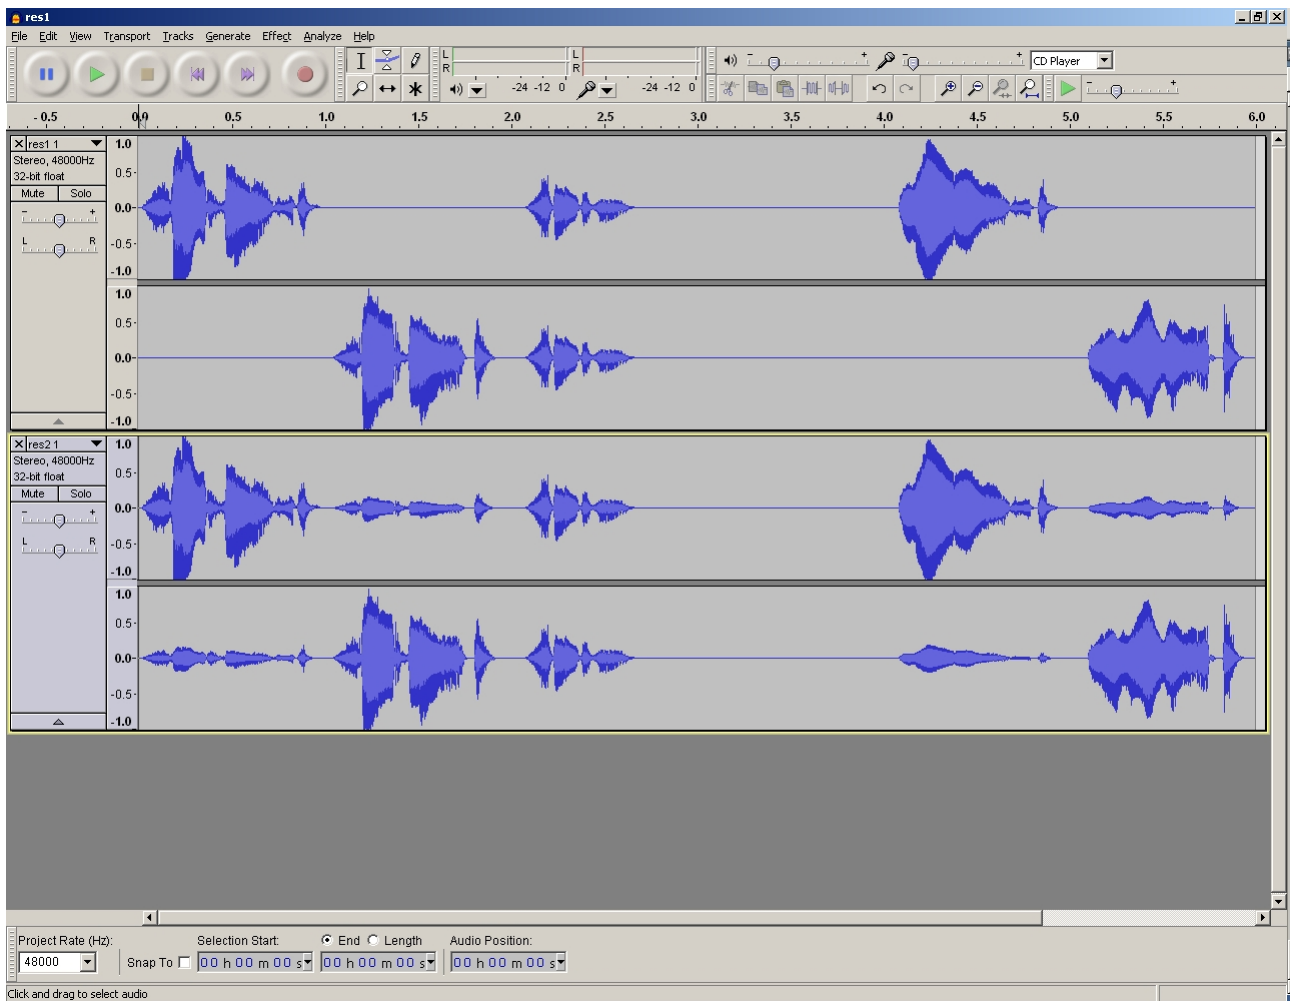 res1
File Edit View Transport Tracks Generate Effect Analyze Help
L R -24 -12 0 L R -24 -12 0 - + - + CD Player
- +
-0.5 0.0 0.5 1.0 1.5 2.0 2.5 3.0 3.5 4.0 4.5 5.0 5.5 6.0
res1 1
Stereo, 48000Hz
32-bit float
Mute Solo
- +
L R
1.0
0.5
0.0
-0.5
-1.0
1.0
0.5
0.0
-0.5
-1.0
res2 1
Stereo, 48000Hz
32-bit float
Mute Solo
- +
L R
1.0
0.5
0.0
-0.5
-1.0
1.0
0.5
0.0
-0.5
-1.0
Project Rate (Hz): Selection Start: End Length Audio Position:
48000 Snap To 00 h 00 m 00 s 00 h 00 m 00 s 00 h 00 m 00 s
Click and drag to select audio